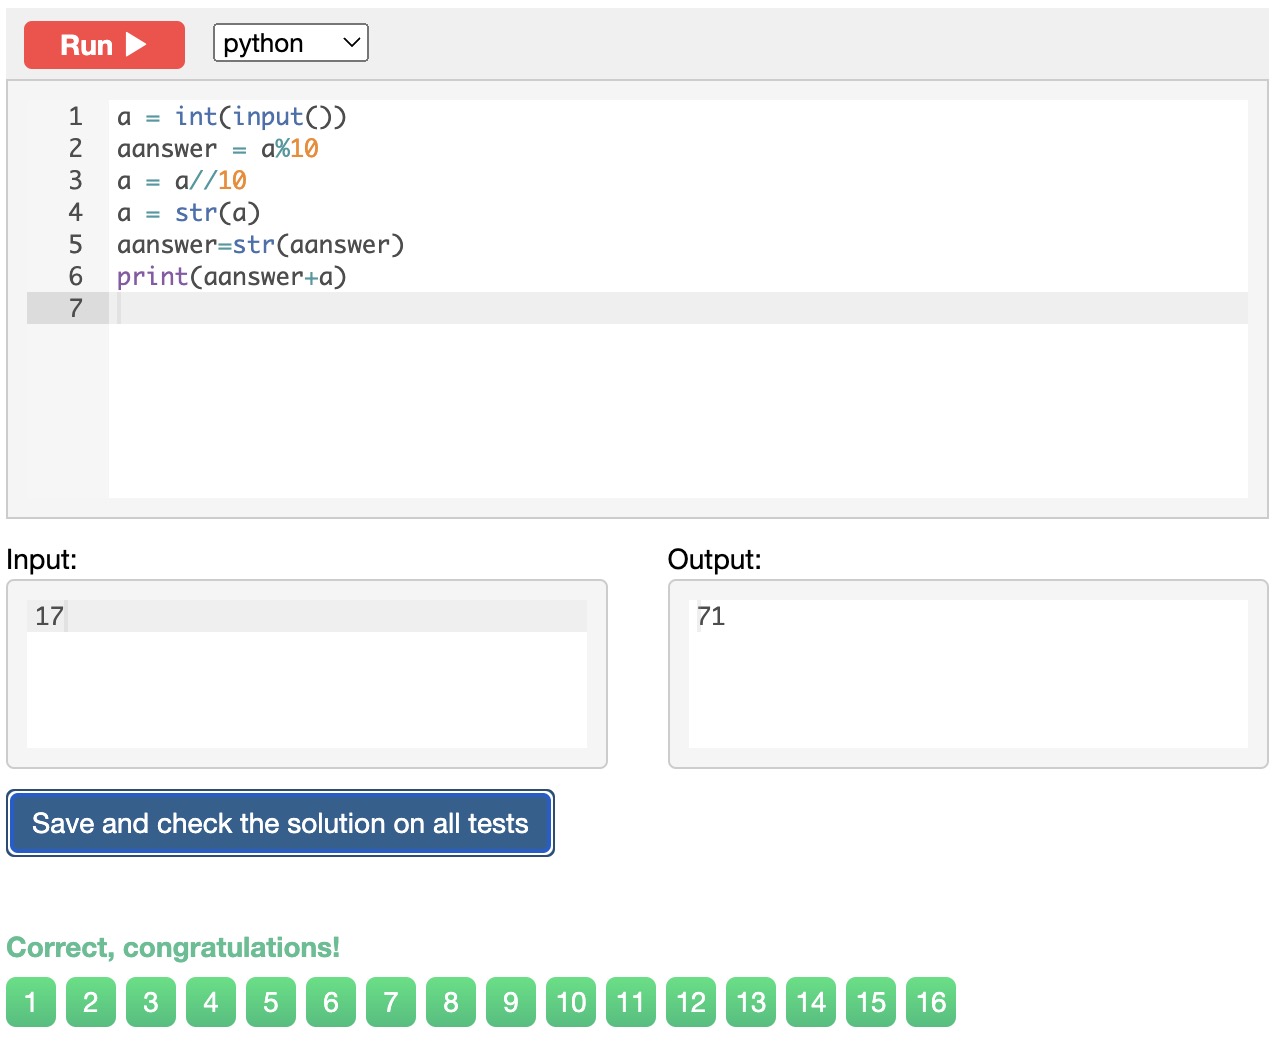 Run python
1 a = int(input())
2 aanswer = a%10
3 a = a//10
4 a = str(a)
5 aanswer=str(aanswer)
6 print(aanswer+a)
7
Input: Output:
17 71
Save and check the solution on all tests
Correct, congratulations!
1 2 3 4 5 6 7 8 9 10 11 12 13 14 15 16